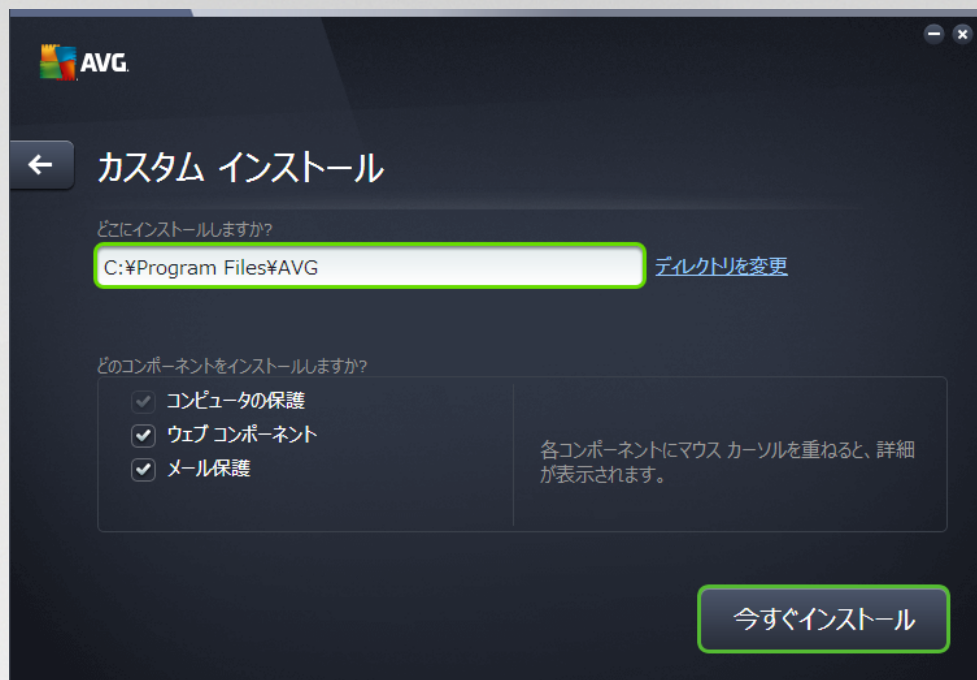 AVG.
カスタム インストール
どこにインストールしますか?
C:¥Program Files¥AVG
ディレクトリを変更
どのコンポーネントをインストールしますか?
コンピュータの保護
ウェブ コンポーネント
メール保護
各コンポーネントにマウス カーソルを重ねると、詳細
が表示されます。
今すぐインストール